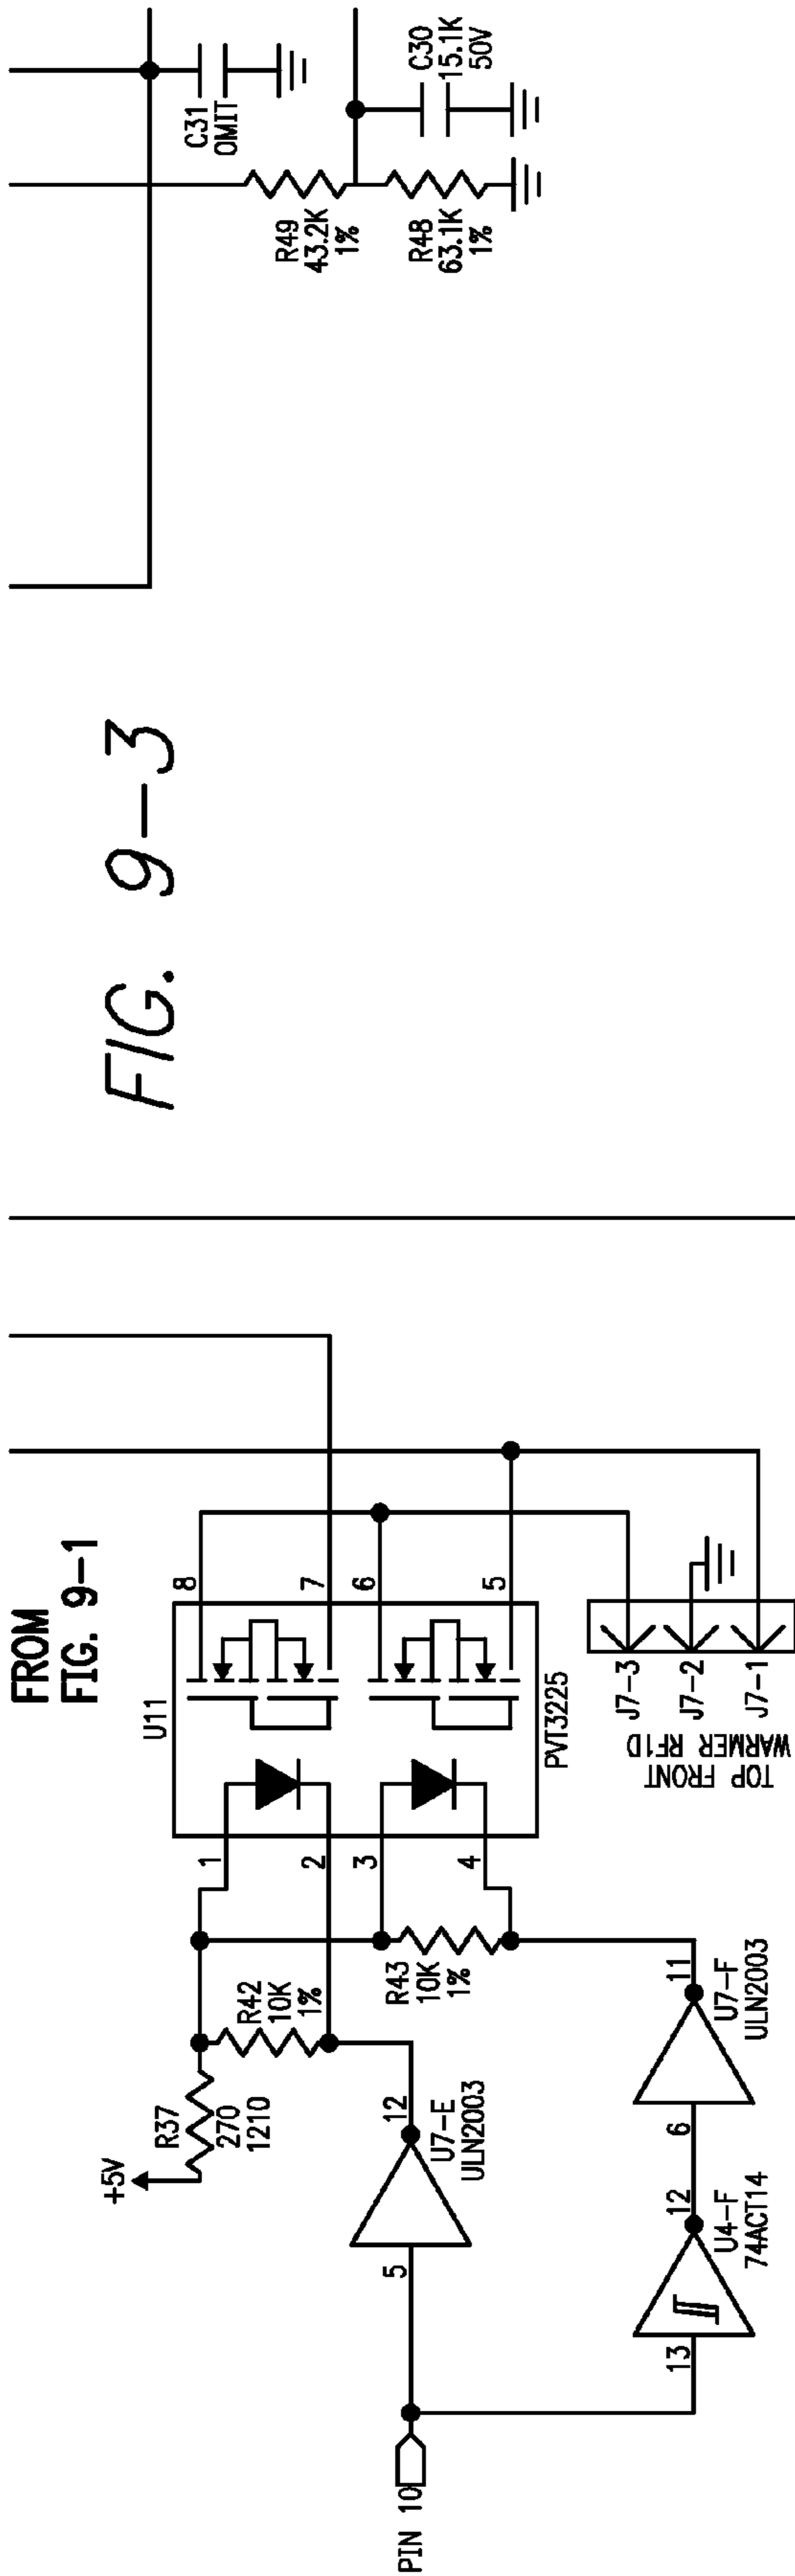 FROM
FIG. 9-1
FIG. 9-3
C31
OMIT
C30
15.1K
50V
R49
43.2K
1%
R48
63.1K
1%
U11
8
7
6
5
1
2
3
4
PVT3225
+5V
R37
270
1210
R42
10K
1%
R43
10K
1%
PIN 10
5
12
U7-E
ULN2003
13
12
U4-F
74ACT14
6
11
U7-F
ULN2003
J7-3
J7-2
J7-1
TOP FRONT
WARMER RF1D